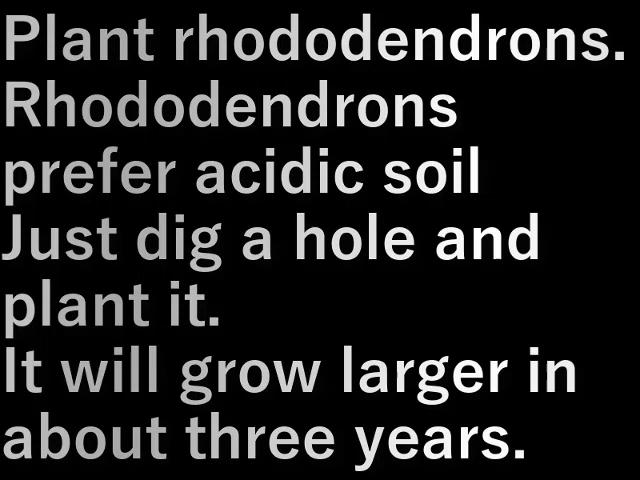 Plant rhododendrons.
Rhododendrons
prefer acidic soil
Just dig a hole and
plant it.
It will grow larger in
about three years.